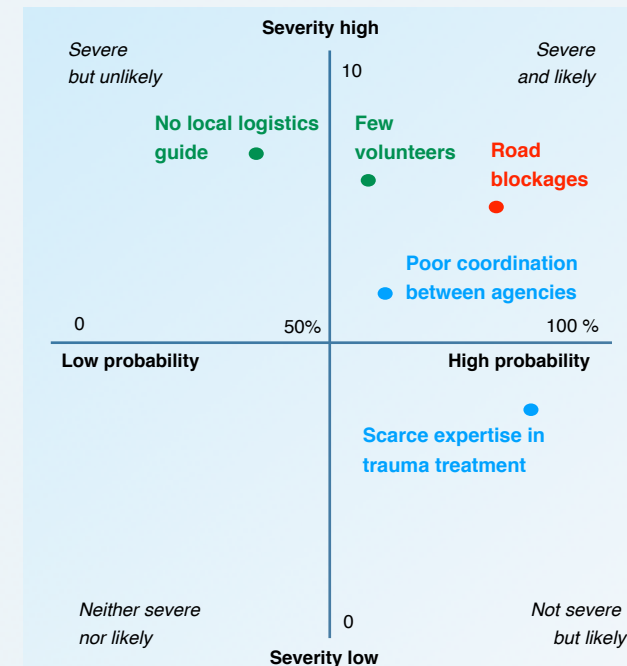 Severity high
Severe
but unlikely
Severe
and likely
10
No local logistics
guide
Few
volunteers
Road
blockages
Poor coordination
between agencies
0
50%
100 %
Low probability
High probability
Scarce expertise in
trauma treatment
Neither severe
nor likely
0
Not severe
but likely
Severity low